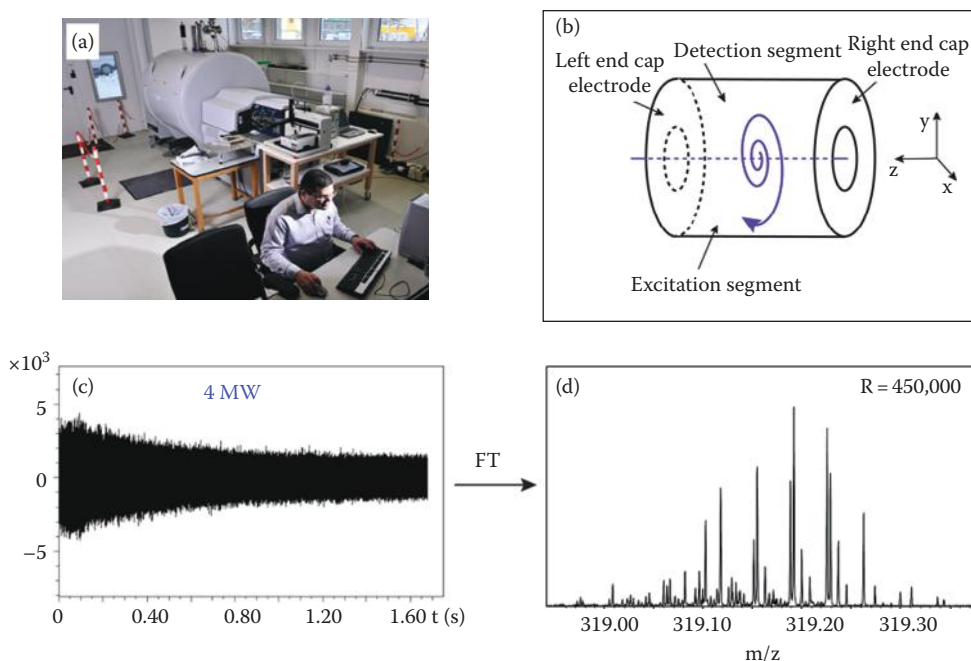 (a)
(b)
Left end cap
electrode
Detection segment
Right end cap
electrode
y
z
x
Excitation segment
×10³
5
0
−5
(c)
4 MW
0
0.40
0.80
1.20
1.60 t (s)
FT
(d)
R = 450,000
319.00
319.10
319.20
319.30
m/z